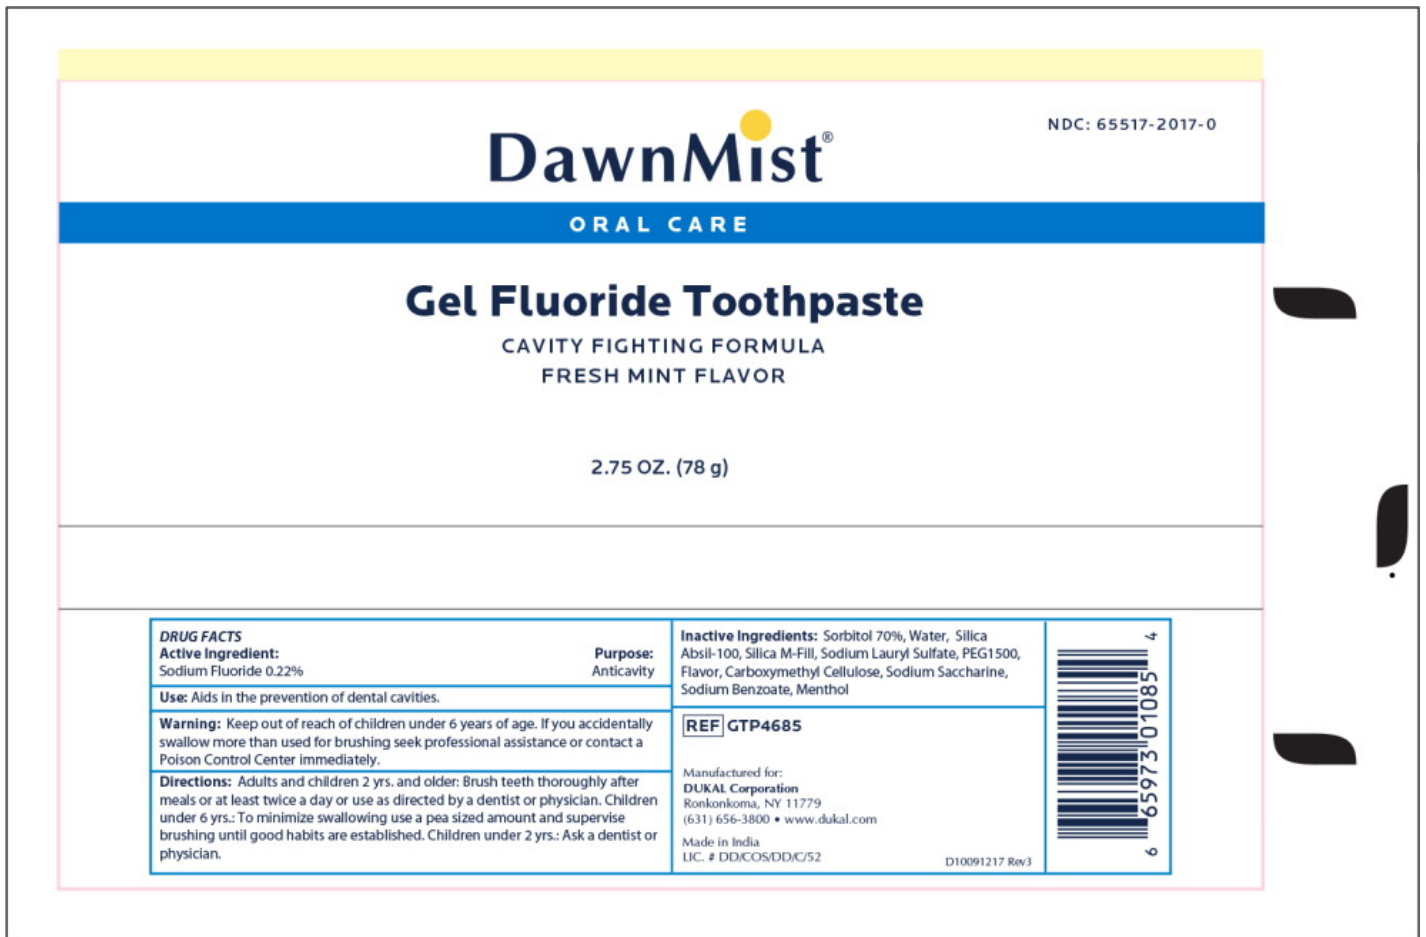 DawnMist®
NDC: 65517-2017-0
ORAL CARE
Gel Fluoride Toothpaste
CAVITY FIGHTING FORMULA
FRESH MINT FLAVOR
2.75 OZ. (78 g)
DRUG FACTS
Active Ingredient: Purpose:
Sodium Fluoride 0.22% Anticavity
Use: Aids in the prevention of dental cavities.
Warning: Keep out of reach of children under 6 years of age. If you accidentally
swallow more than used for brushing seek professional assistance or contact a
Poison Control Center immediately.
Directions: Adults and children 2 yrs. and older: Brush teeth thoroughly after
meals or at least twice a day or use as directed by a dentist or physician. Children
under 6 yrs.: To minimize swallowing use a pea sized amount and supervise
brushing until good habits are established. Children under 2 yrs.: Ask a dentist or
physician.
Inactive Ingredients: Sorbitol 70%, Water, Silica
Absil-100, Silica M-Fill, Sodium Lauryl Sulfate, PEG1500,
Flavor, Carboxymethyl Cellulose, Sodium Saccharine,
Sodium Benzoate, Menthol
REF GTP4685
Manufactured for:
DUKAL Corporation
Ronkonkoma, NY 11779
(631) 656-3800 • www.dukal.com
Made in India
LIC. # DD/COS/DD/C/52
D10091217 Rev3
6 65973 01085 4